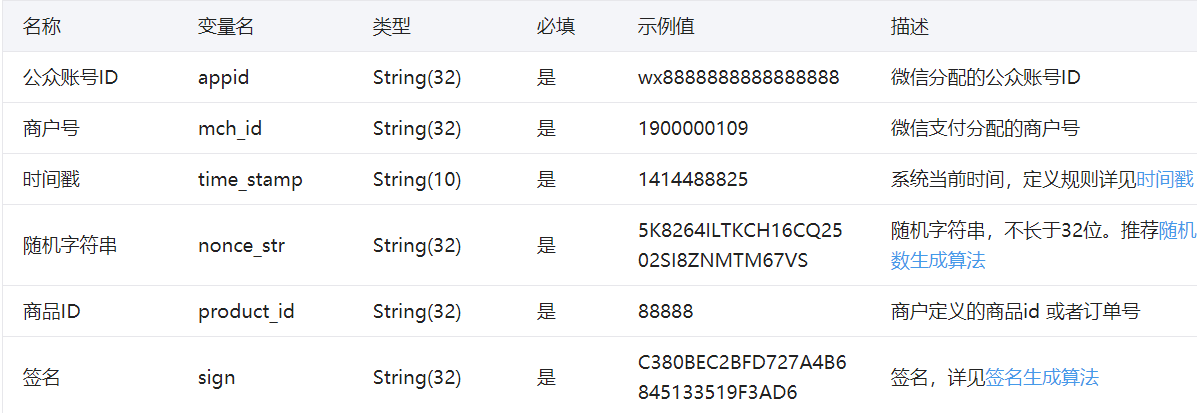 名称 变量名 类型 必填 示例值 描述
公众账号ID appid String(32) 是 wx8888888888888888 微信分配的公众账号ID
商户号 mch_id String(32) 是 1900000109 微信支付分配的商户号
时间戳 time_stamp String(10) 是 1414488825 系统当前时间，定义规则详见时间戳
随机字符串 nonce_str String(32) 是 5K8264ILTKCH16CQ25
02SI8ZNMTM67VS 随机字符串，不长于32位。推荐随机
数生成算法
商品ID product_id String(32) 是 88888 商户定义的商品id 或者订单号
签名 sign String(32) 是 C380BEC2BFD727A4B6
845133519F3AD6 签名，详见签名生成算法